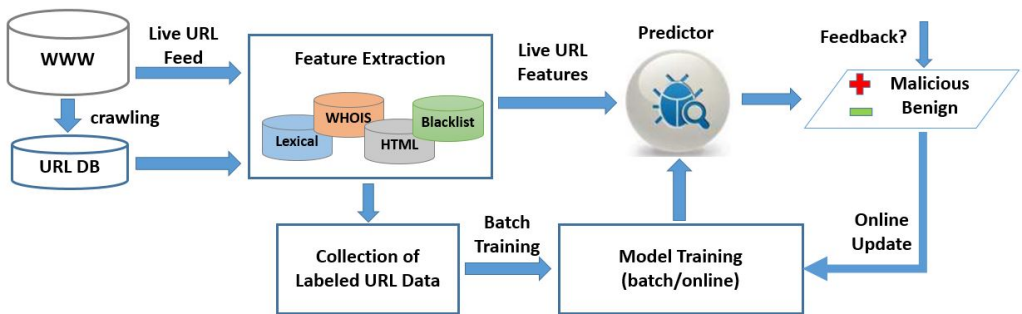 WWW
Live URL
Feed
crawling
URL DB
Feature Extraction
Lexical
WHOIS
HTML
Blacklist
Live URL
Features
Predictor
Feedback?
Malicious
Benign
Collection of
Labeled URL Data
Batch
Training
Model Training
(batch/online)
Online
Update